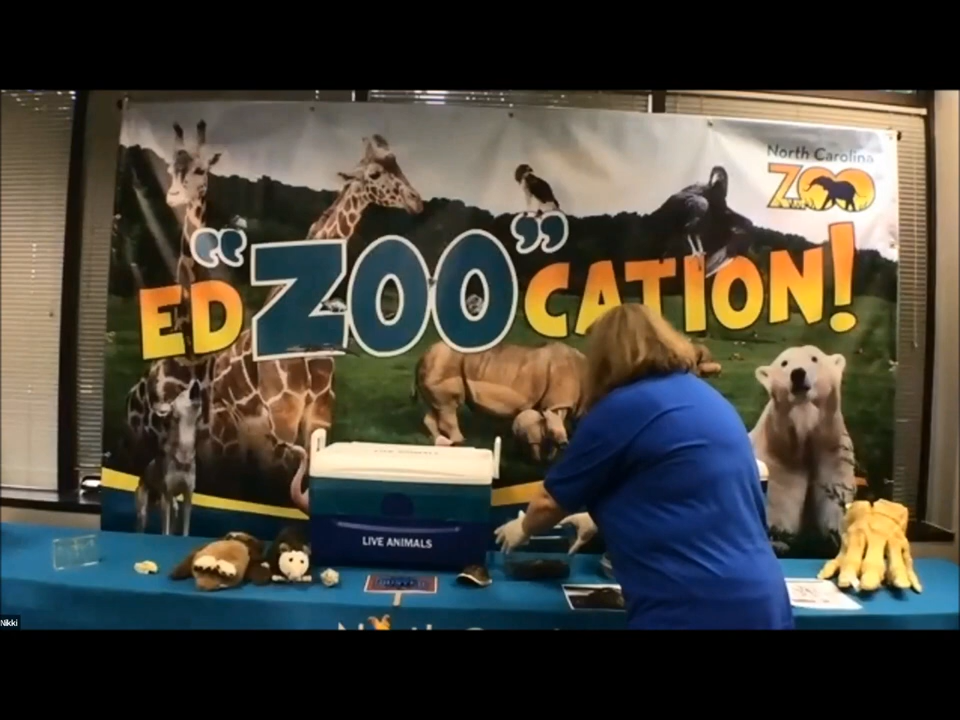 North Carolina
ZOO
ED "ZOO" CATION!
LIVE ANIMALS
LIVE ANIMALS
Nikki